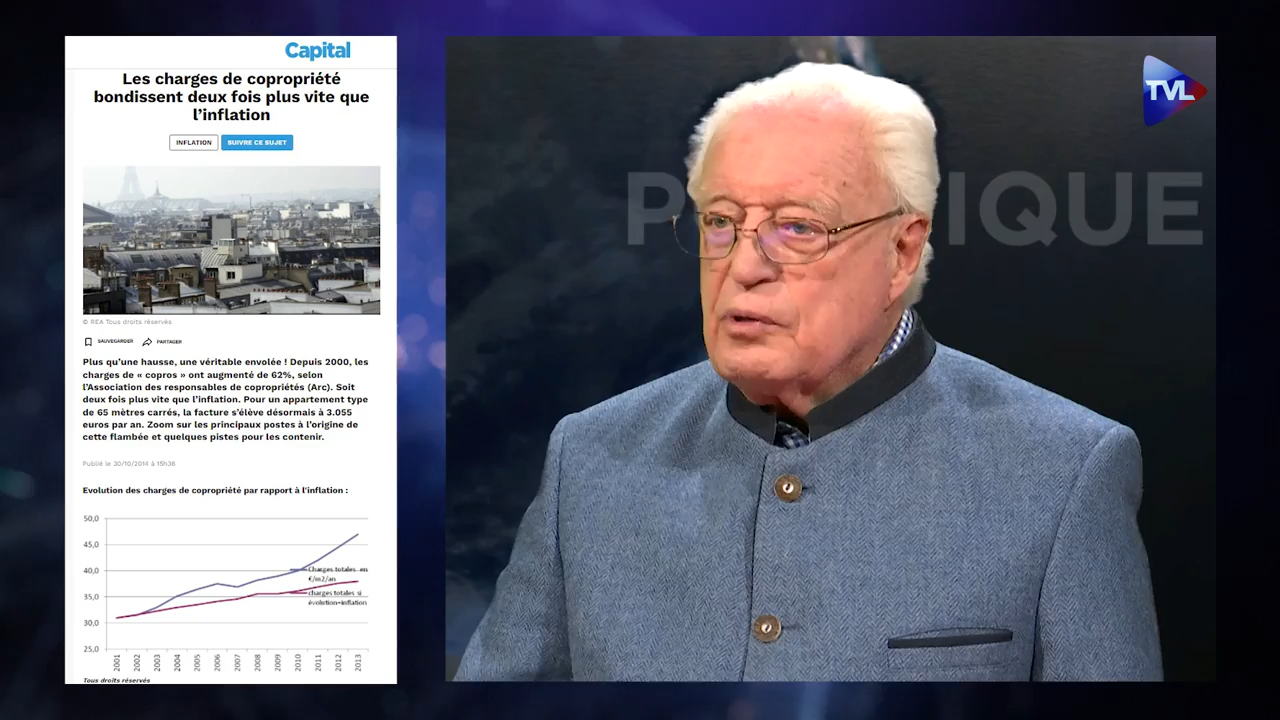 Capital
Les charges de copropriété
bondissent deux fois plus vite que
l’inflation
INFLATION
SUIVRE CE SUJET
© REA Tous droits réservés
SAUVEGARDER
PARTAGER
Plus qu’une hausse, une véritable envolée ! Depuis 2000, les
charges de « copros » ont augmenté de 62%, selon
l’Association des responsables de copropriétés (Arc). Soit
deux fois plus vite que l’inflation. Pour un appartement type
de 65 mètres carrés, la facture s’élève désormais à 3.055
euros par an. Zoom sur les principaux postes à l’origine de
cette flambée et quelques pistes pour les contenir.
Publié le 30/10/2014 à 15h36
Evolution des charges de copropriété par rapport à l'inflation :
50,0
45,0
40,0
35,0
30,0
25,0
Charges totales en
€/m2/an
charges totales si
évolution=inflation
2001 2002 2003 2004 2005 2006 2007 2008 2009 2010 2011 2012 2013
Tous droits réservés
TVL
P IQUE